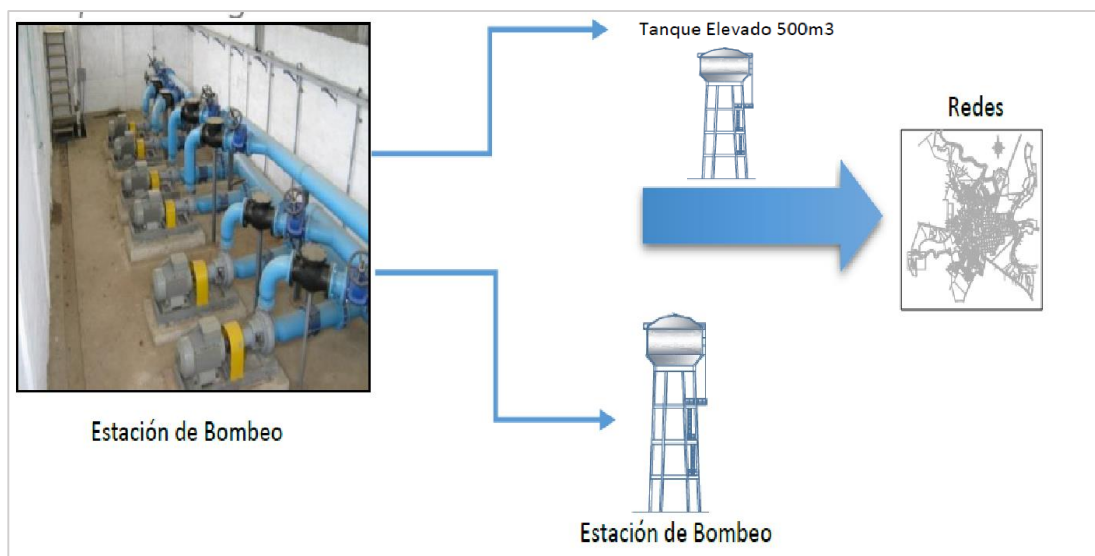 Tanque Elevado 500m3
Redes
Estación de Bombeo
Estación de Bombeo